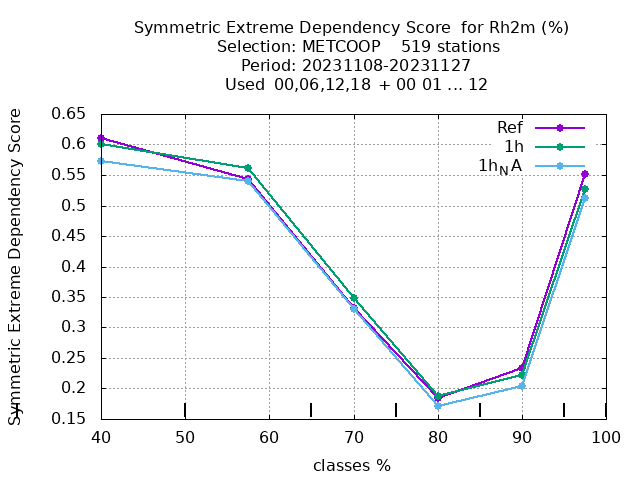 Symmetric Extreme Dependency Score for Rh2m (%)
Selection: METCOOP 519 stations
Period: 20231108-20231127
Used 00,06,12,18 + 00 01 ... 12
Symmetric Extreme Dependency Score
0.65
0.6
0.55
0.5
0.45
0.4
0.35
0.3
0.25
0.2
0.15
Ref
1h
1h_NA
40 50 60 70 80 90 100
classes %